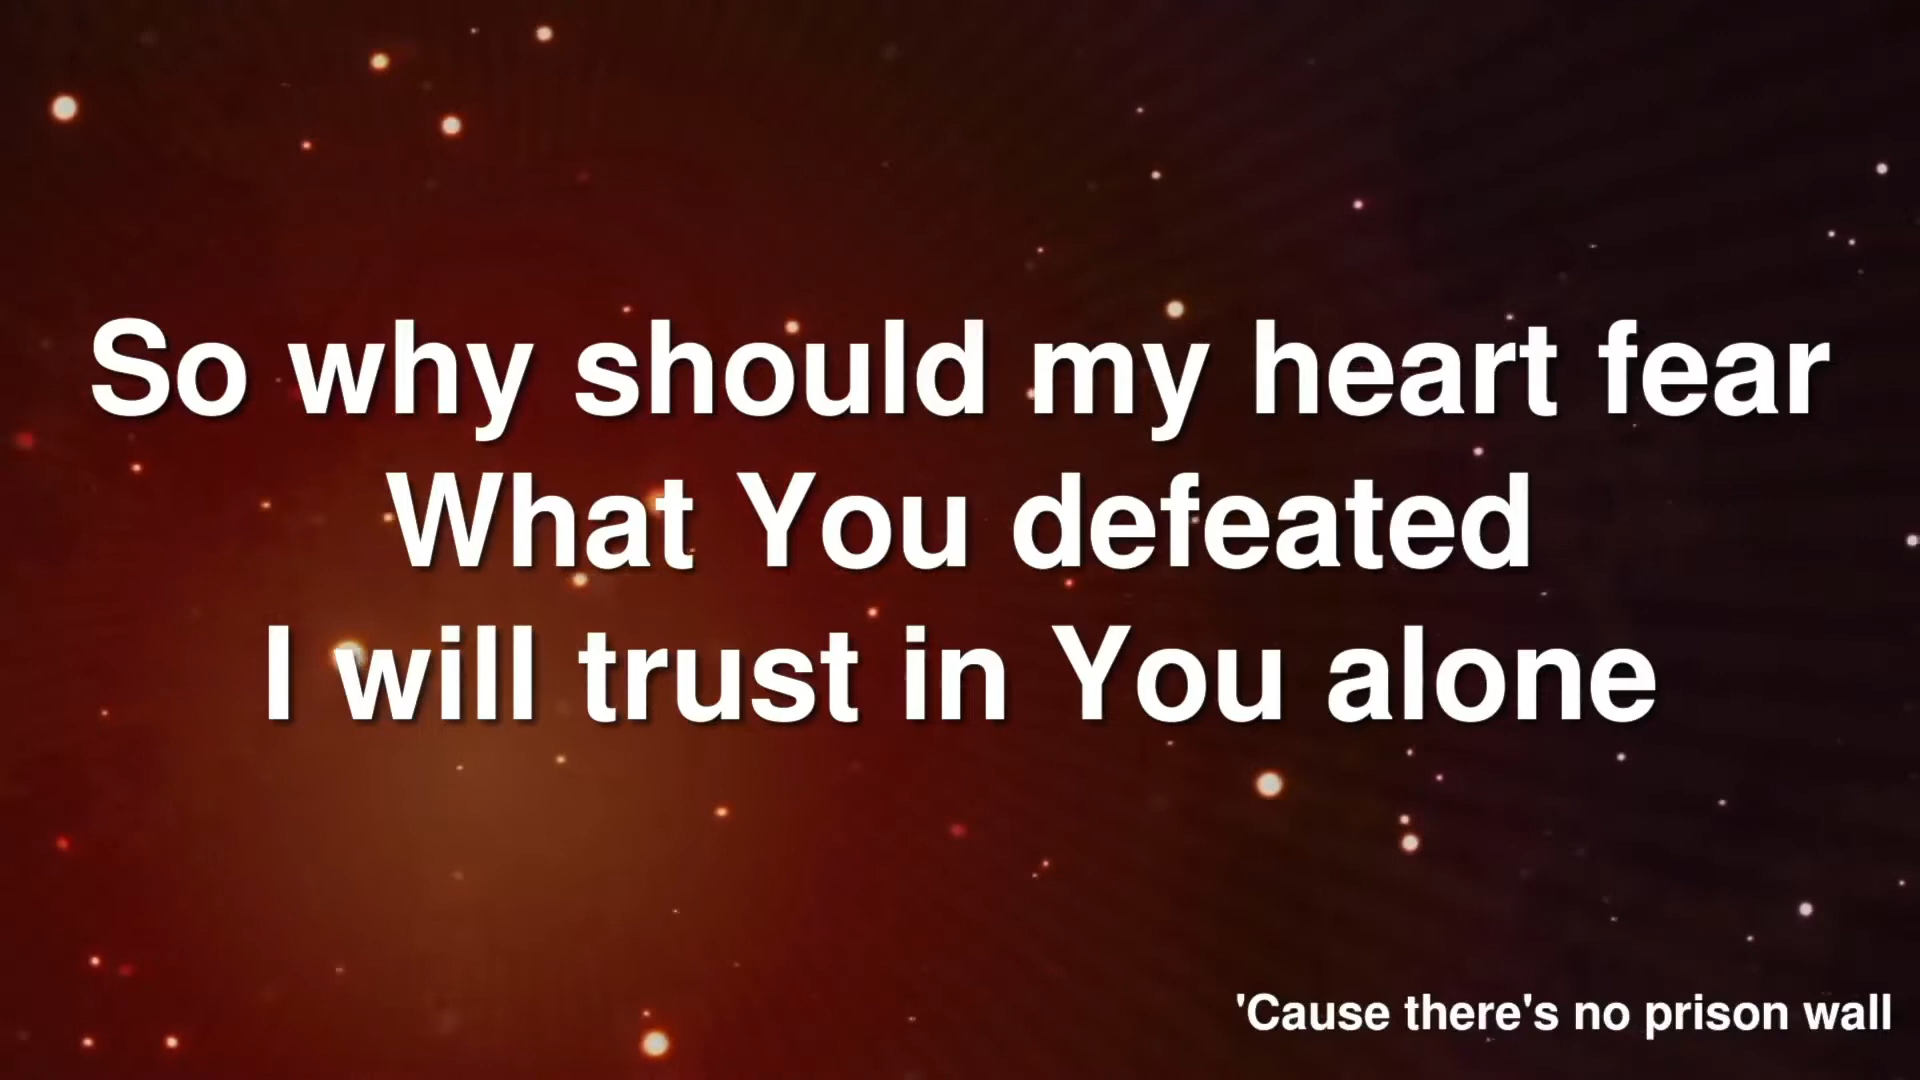 So why should my heart fear
What You defeated
I will trust in You alone
'Cause there's no prison wall